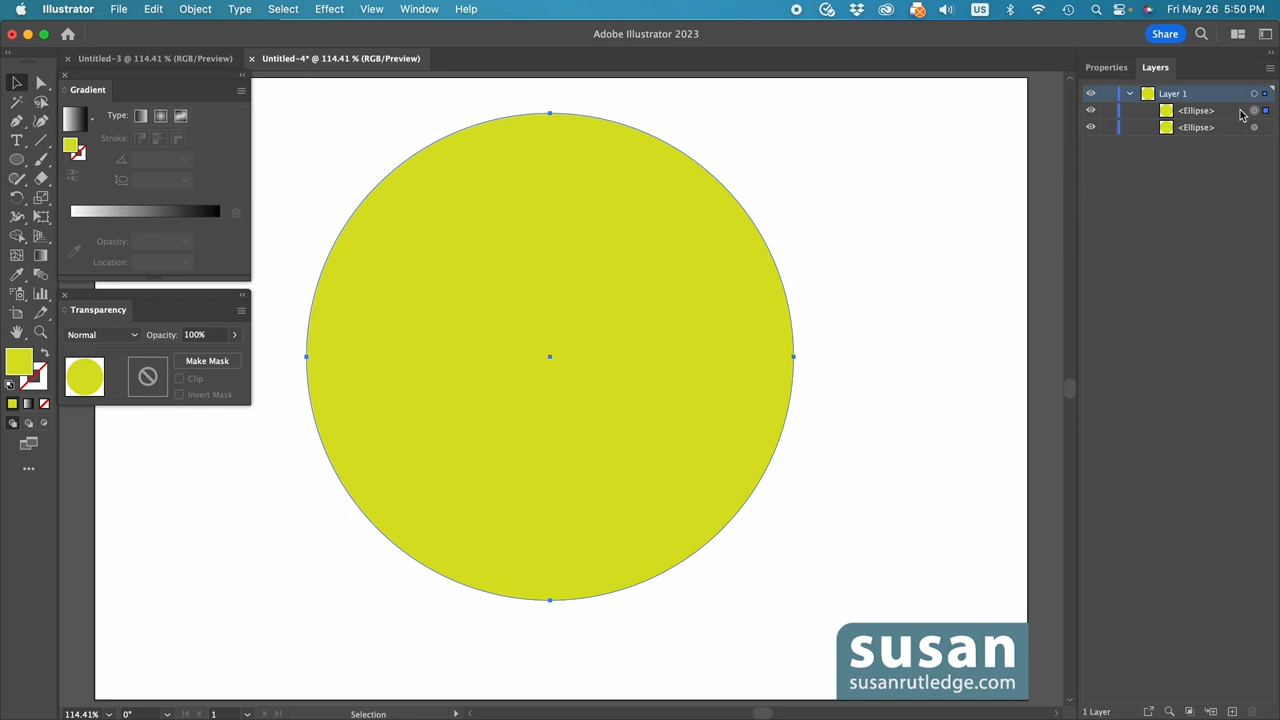 Illustrator File Edit Object Type Select Effect View Window Help US Fri May 26 5:50 PM
Adobe Illustrator 2023 Share
Untitled-3 @ 114.41 % (RGB/Preview) Untitled-4* @ 114.41 % (RGB/Preview)
Properties Layers
Gradient
Type:
Stroke:
Opacity:
Location:
Transparency
Normal Opacity: 100%
Make Mask
Clip
Invert Mask
Layer 1
<Ellipse>
<Ellipse>
susan
susanrutledge.com
114.41% 0° 1 Selection
1 Layer